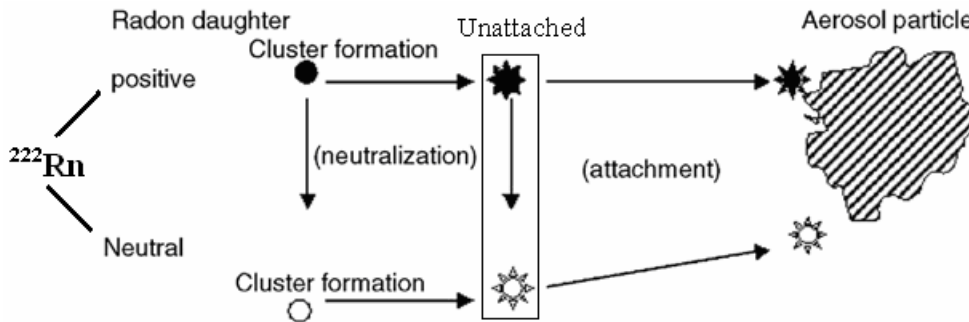 Radon daughter
Unattached
Aerosol particle
Cluster formation
positive
²²²Rn
(neutralization)
(attachment)
Neutral
Cluster formation